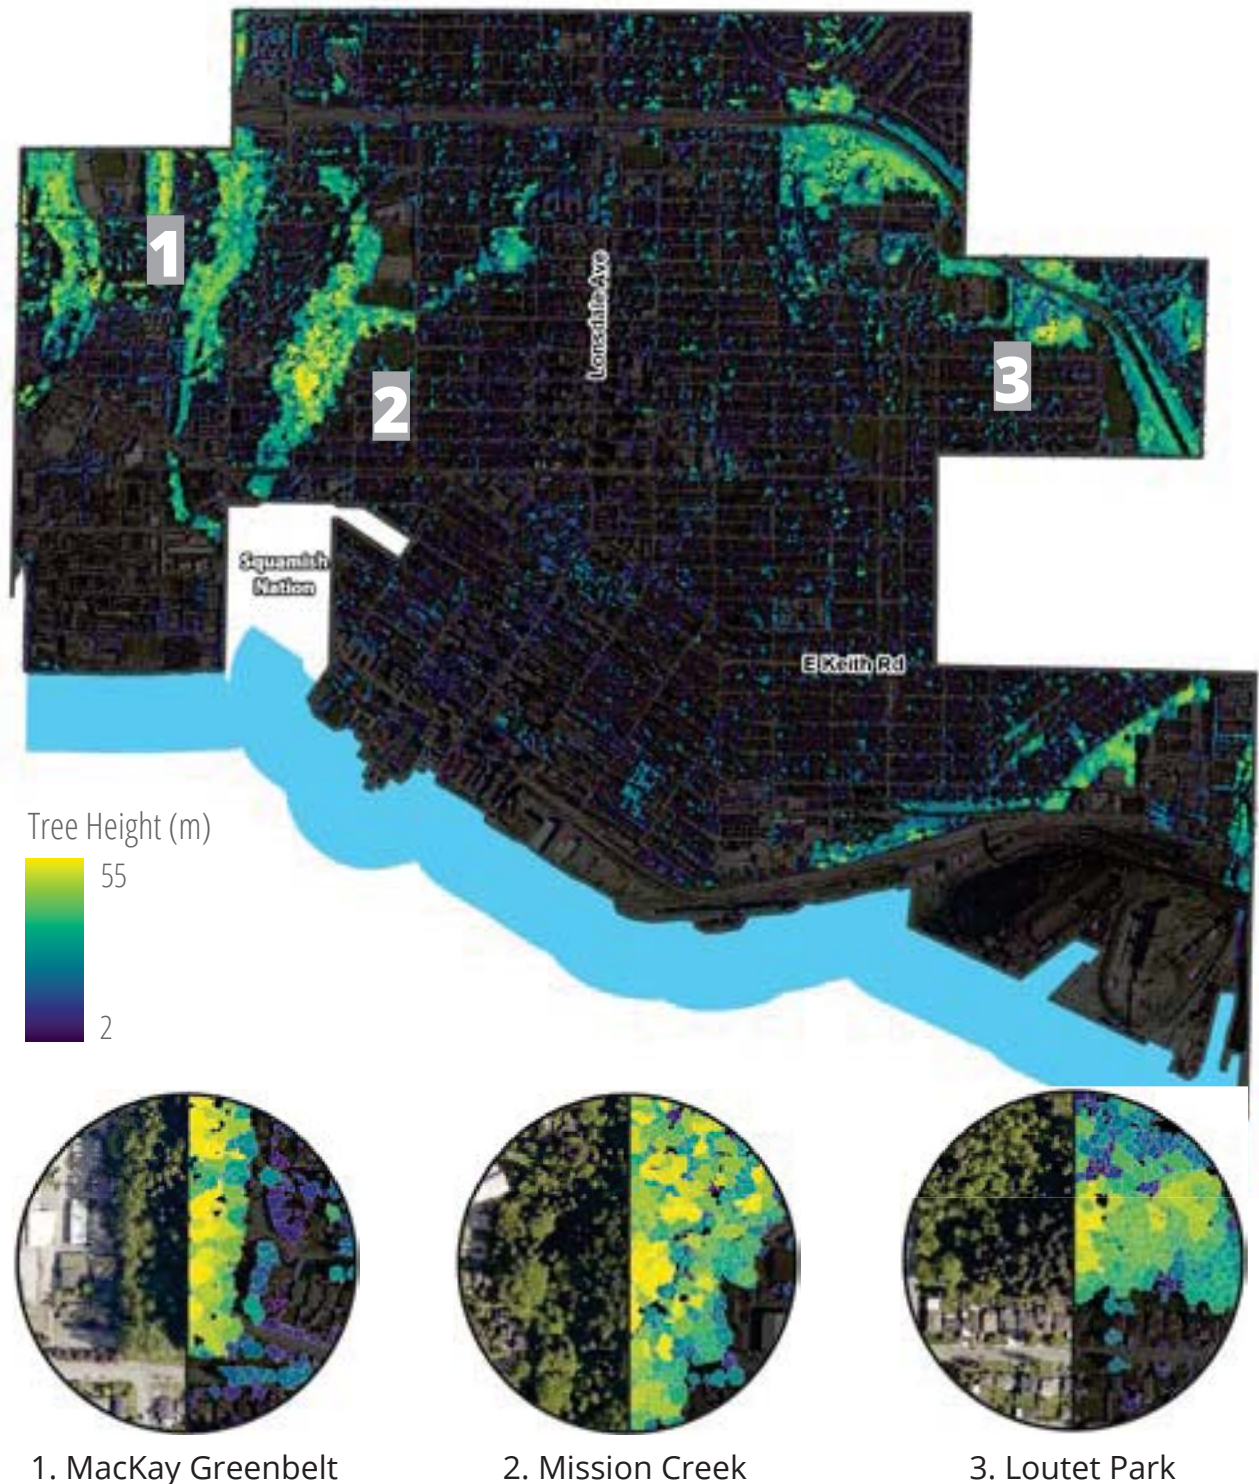 1
2
3
Lonsdale Ave
Squamish
Nation
E Keith Rd
Tree Height (m)
55
2
1. MacKay Greenbelt
2. Mission Creek
3. Loutet Park